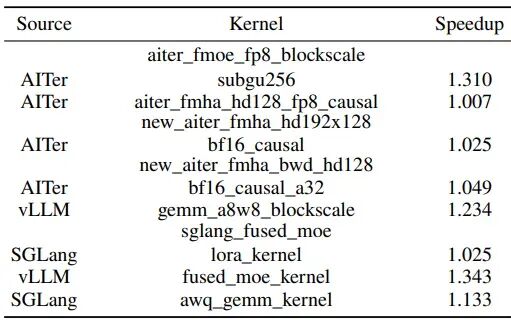 Source Kernel Speedup
aiter_fmoe_fp8_blockscale
AITer subgu256 1.310
AITer aiter_fmha_hd128_fp8_causal 1.007
new_aiter_fmha_hd192x128
AITer bf16_causal 1.025
new_aiter_fmha_bwd_hd128
AITer bf16_causal_a32 1.049
vLLM gemm_a8w8_blockscale 1.234
sglang_fused_moe
SGLang lora_kernel 1.025
vLLM fused_moe_kernel 1.343
SGLang awq_gemm_kernel 1.133